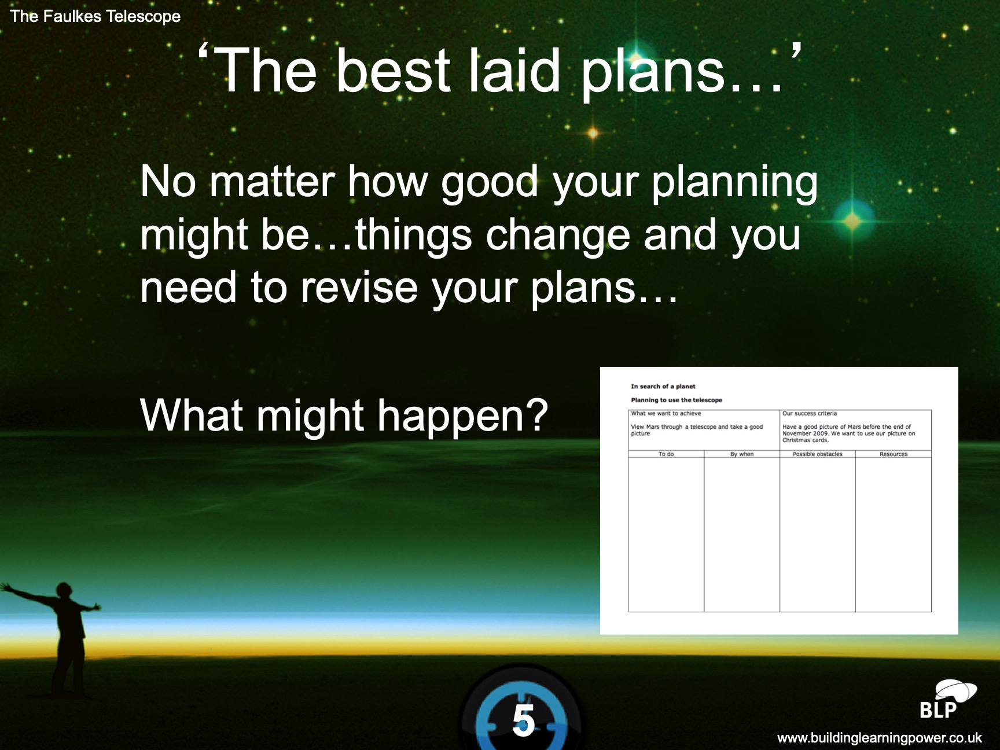 The Faulkes Telescope
‘The best laid plans…’
No matter how good your planning
might be…things change and you
need to revise your plans…
What might happen?
In search of a planet
Planning to use the telescope
What we want to achieve
View Mars through a telescope and take a good
picture
Our success criteria
Have a good picture of Mars before the end of
November 2009. We want to use our picture on
Christmas cards.
To do
By when
Possible obstacles
Resources
5
BLP
www.buildinglearningpower.co.uk